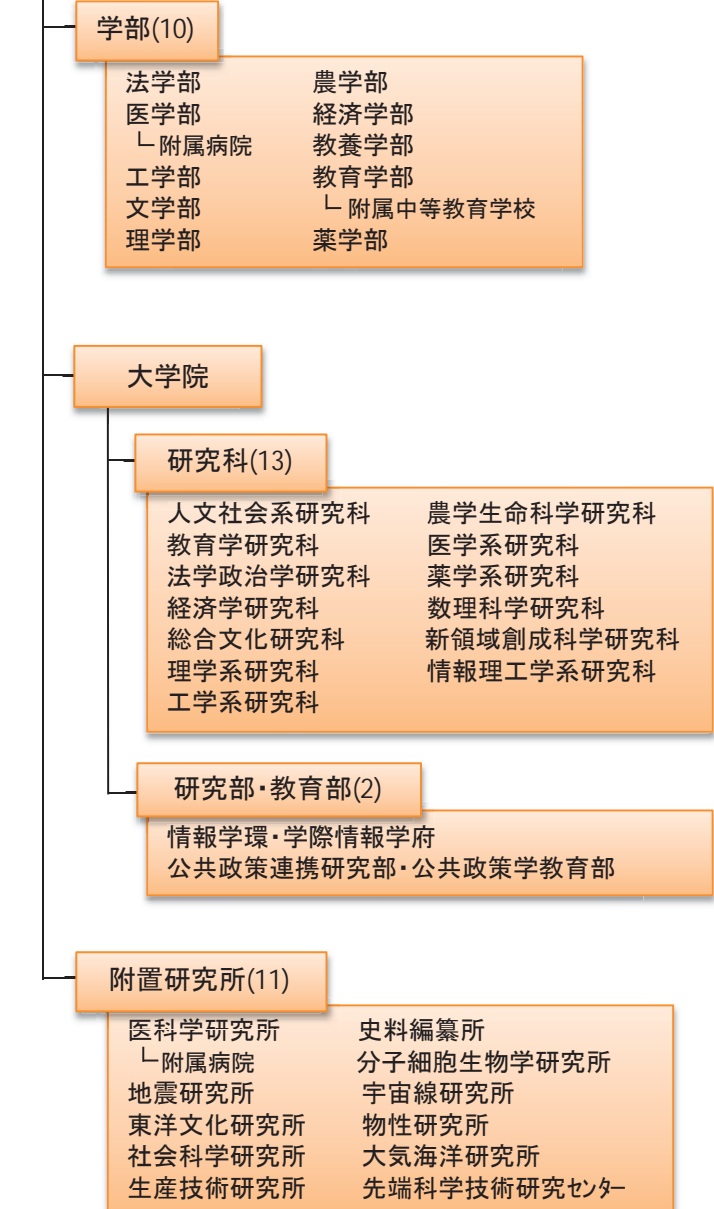 学部(10)
法学部
医学部
└ 附属病院
工学部
文学部
理学部
農学部
経済学部
教養学部
教育学部
└ 附属中等教育学校
薬学部
大学院
研究科(13)
人文社会系研究科
教育学研究科
法学政治学研究科
経済学研究科
総合文化研究科
理学系研究科
工学系研究科
農学生命科学研究科
医学系研究科
薬学系研究科
数理科学研究科
新領域創成科学研究科
情報理工学系研究科
研究部・教育部(2)
情報学環・学際情報学府
公共政策連携研究部・公共政策学教育部
附置研究所(11)
医科学研究所
└附属病院
地震研究所
東洋文化研究所
社会科学研究所
生産技術研究所
史料編纂所
分子細胞生物学研究所
宇宙線研究所
物性研究所
大気海洋研究所
先端科学技術研究センター